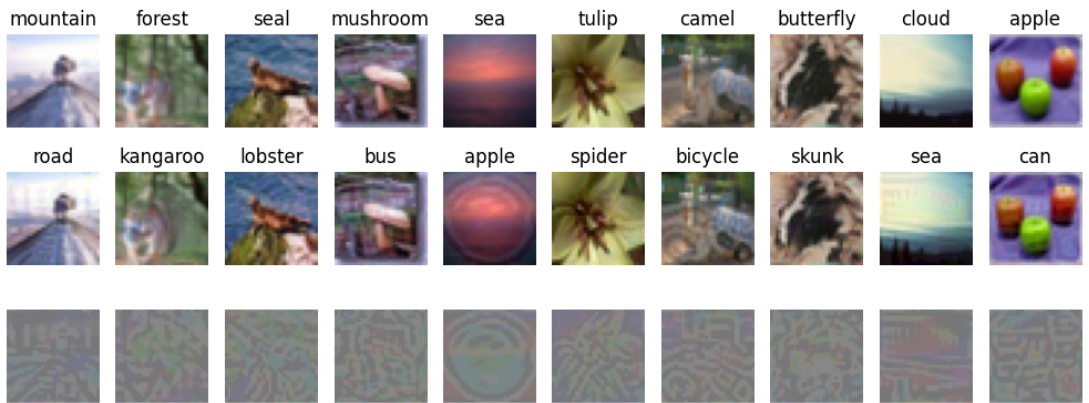 mountain forest seal mushroom sea tulip camel butterfly cloud apple
road kangaroo lobster bus apple spider bicycle skunk sea can